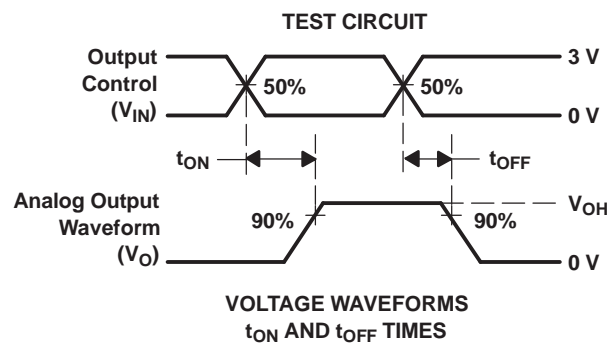 TEST CIRCUIT
Output
Control
(VIN)
50%
50%
3 V
0 V
tON
tOFF
Analog Output
Waveform
(VO)
90%
90%
VOH
0 V
VOLTAGE WAVEFORMS
tON AND tOFF TIMES